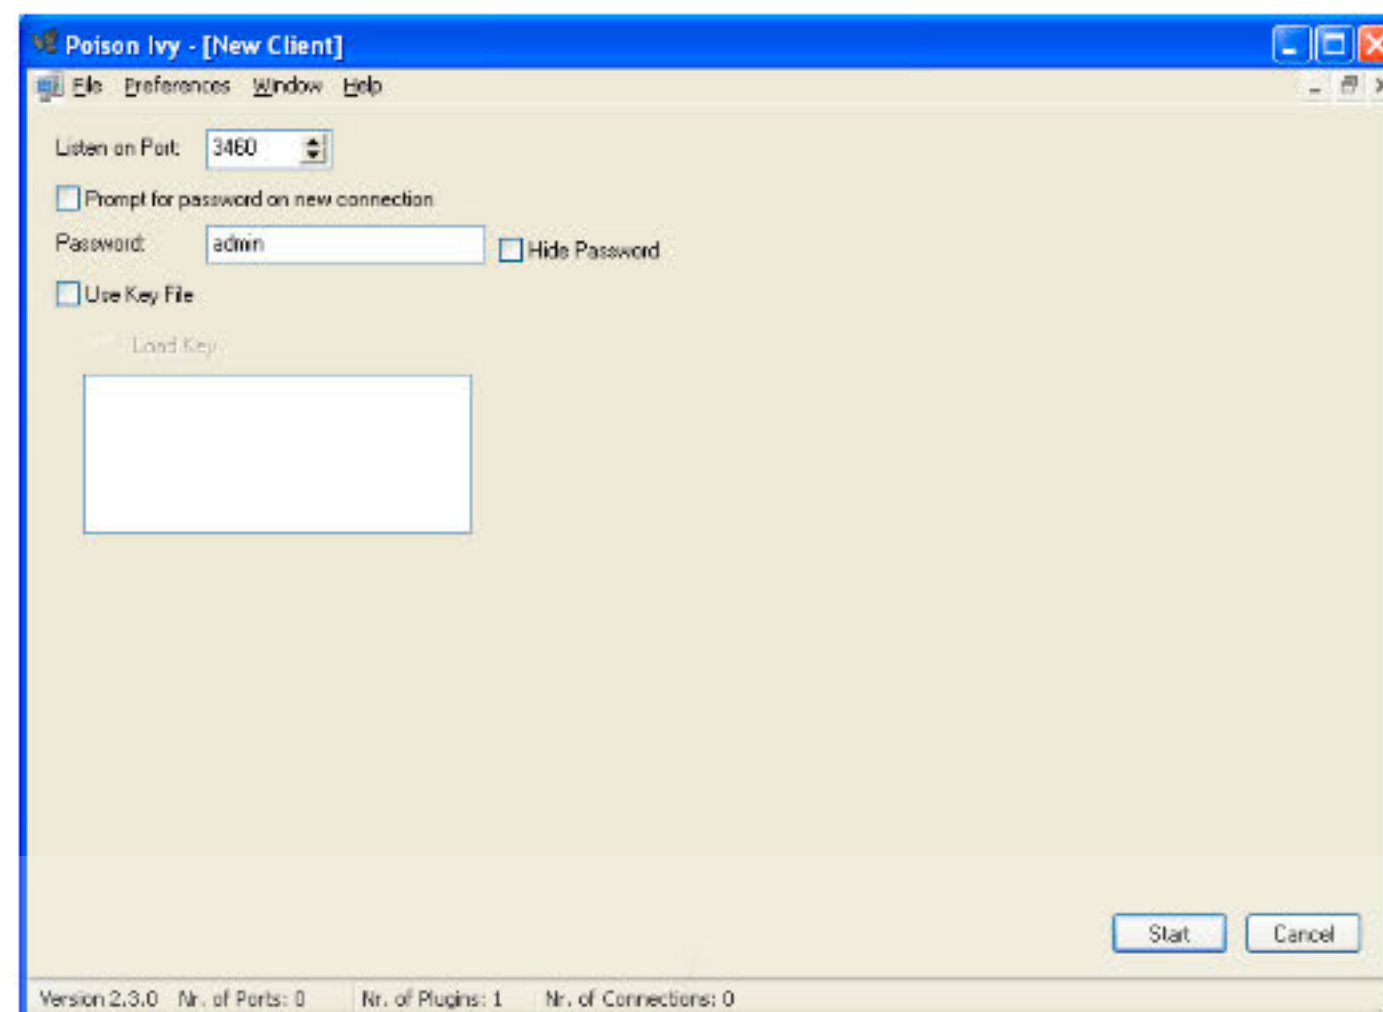 Poison Ivy - [New Client]
File Preferences Window Help
Listen on Port: 3460
Prompt for password on new connection
Password: admin Hide Password
Use Key File
Load Key
Start Cancel
Version 2.3.0 Nr. of Ports: 0 Nr. of Plugins: 1 Nr. of Connections: 0